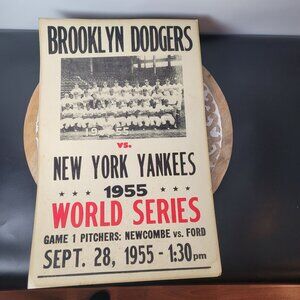 BROOKLYN DODGERS
1955
vs.
NEW YORK YANKEES
★ ★ ★ 1955 ★ ★ ★
WORLD SERIES
GAME 1 PITCHERS: NEWCOMBE vs. FORD
SEPT. 28, 1955 - 1:30pm